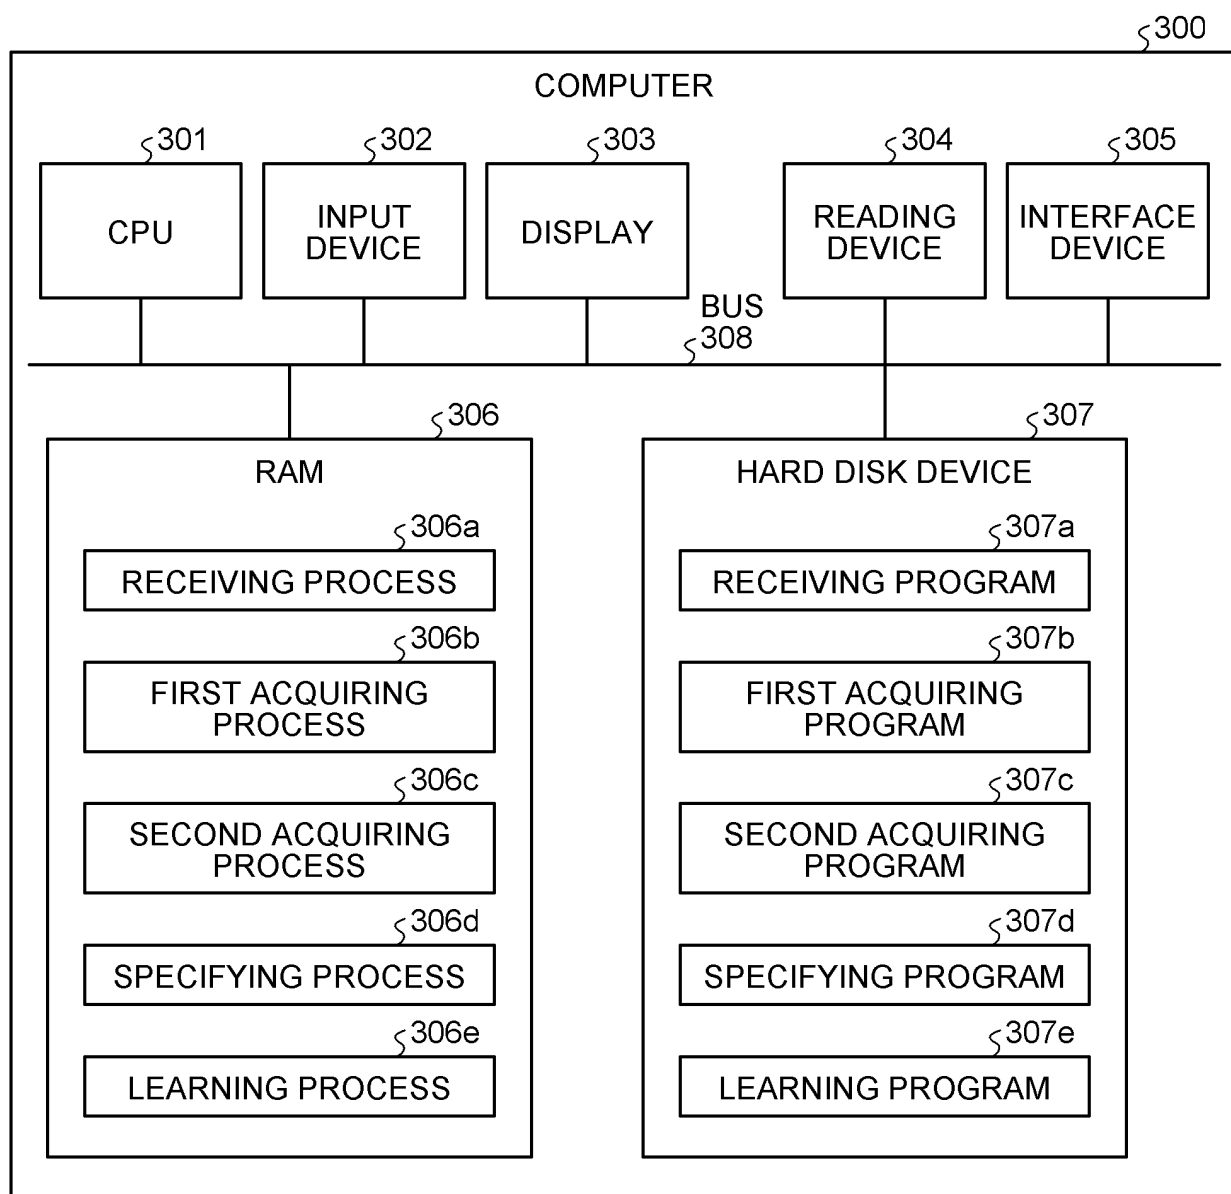 300
COMPUTER
301
302
303
304
305
CPU
INPUT
DEVICE
DISPLAY
READING
DEVICE
INTERFACE
DEVICE
BUS
308
306
RAM
306a
RECEIVING PROCESS
306b
FIRST ACQUIRING
PROCESS
306c
SECOND ACQUIRING
PROCESS
306d
SPECIFYING PROCESS
306e
LEARNING PROCESS
307
HARD DISK DEVICE
307a
RECEIVING PROGRAM
307b
FIRST ACQUIRING
PROGRAM
307c
SECOND ACQUIRING
PROGRAM
307d
SPECIFYING PROGRAM
307e
LEARNING PROGRAM